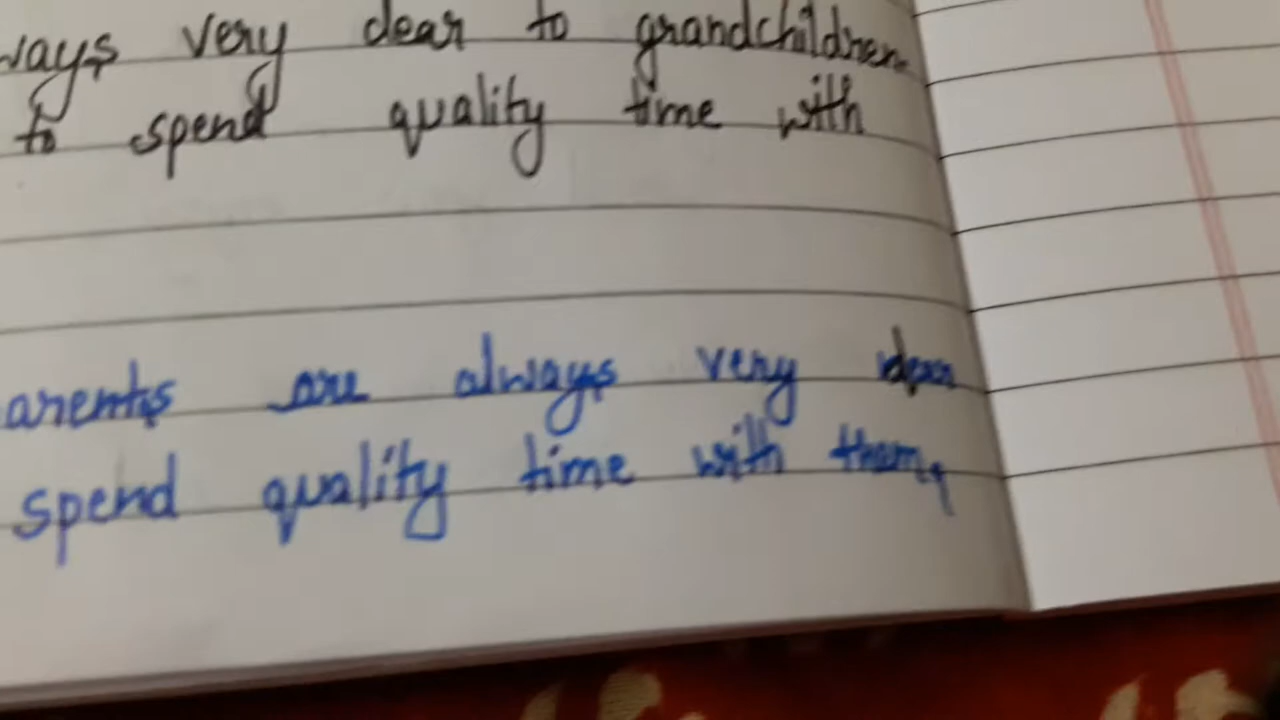 ways very dear to grandchildren.
to spend quality time with
arents are always very dear
spend quality time with them,